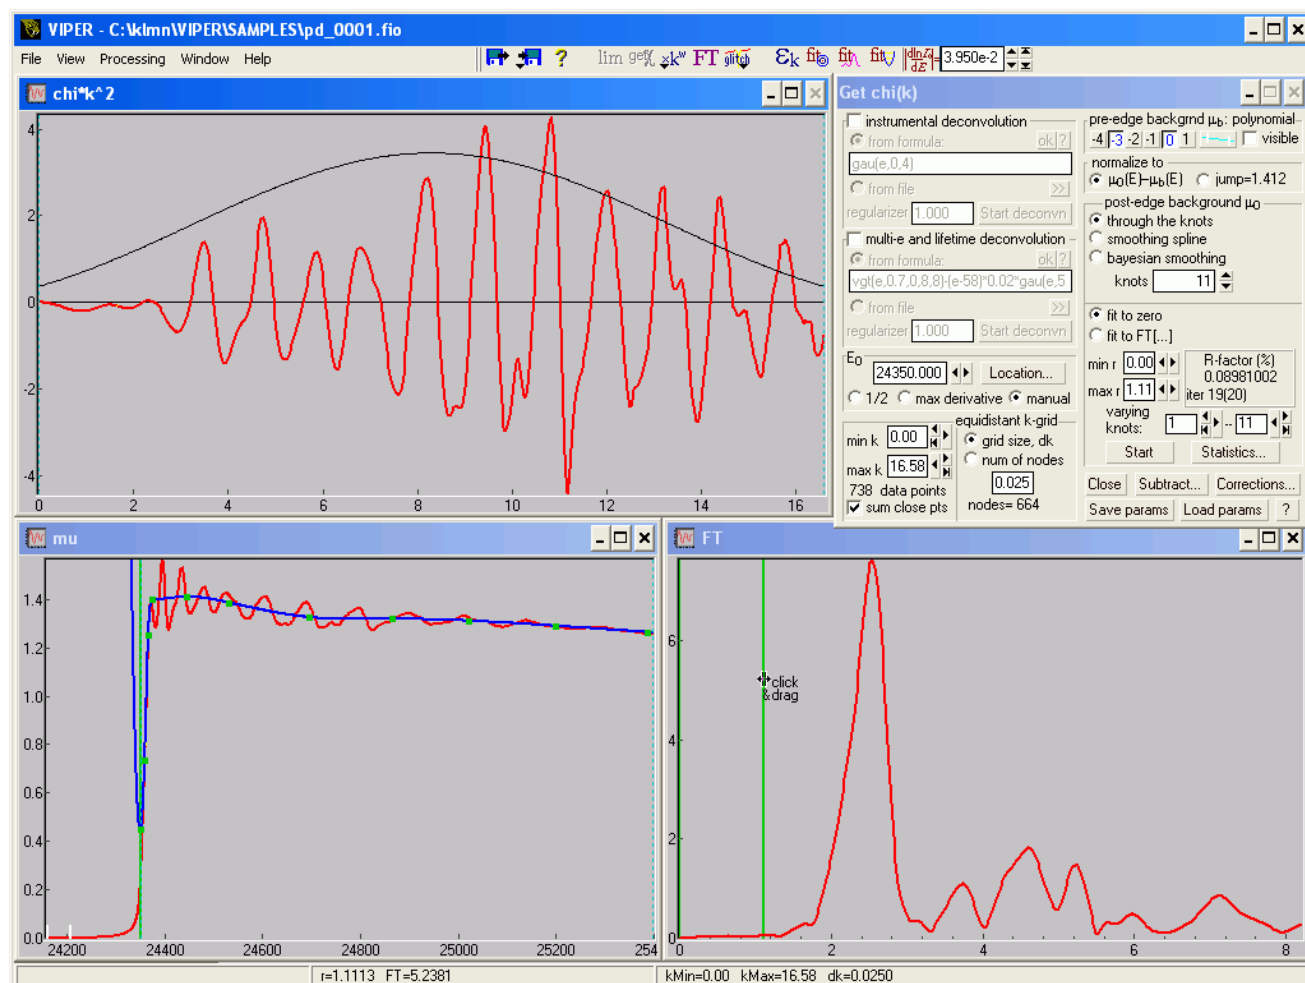 VIPER - C:\klmn\VIPER\SAMPLES\pd_0001.fio
File View Processing Window Help
? lim χk^w FT glitch εk fit fit fit |dlnI₀/dE|= 3.950e-2
chi*k^2
4
2
0
-2
-4
0 2 4 6 8 10 12 14 16
Get chi(k)
instrumental deconvolution
from formula: ok ?
gau(e,0,4)
from file >>
regularizer 1.000 Start deconvn
multi-e and lifetime deconvolution
from formula: ok ?
vgt(e,0.7,0,8,8)-(e-58)*0.02*gau(e,5
from file >>
regularizer 1.000 Start deconvn
E₀
24350.000 Location...
1/2 max derivative manual
min k 0.00
max k 16.58
738 data points
sum close pts
equidistant k-grid
grid size, dk
num of nodes
0.025
nodes= 664
pre-edge backgrnd μb: polynomial
-4 -3 -2 -1 0 1 visible
normalize to
μ₀(E)-μb(E) jump=1.412
post-edge background μ₀
through the knots
smoothing spline
bayesian smoothing
knots 11
fit to zero
fit to FT[...]
min r 0.00
max r 1.11
R-factor (%)
0.08981002
iter 19(20)
varying
knots: 1 -- 11
Start Statistics...
Close Subtract... Corrections...
Save params Load params ?
mu
1.4
1.2
1.0
0.8
0.6
0.4
0.2
0.0
24200 24400 24600 24800 25000 25200 254
FT
6
4
2
0
0 2 4 6 8
click
&drag
r=1.1113 FT=5.2381 kMin=0.00 kMax=16.58 dk=0.0250